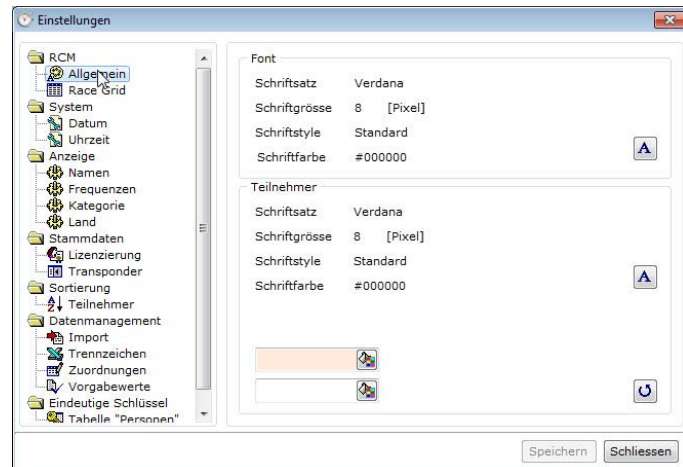 Einstellungen
RCM
Allgemein
Race Grid
System
Datum
Uhrzeit
Anzeige
Namen
Frequenzen
Kategorie
Land
Stammdaten
Lizenzierung
Transponder
Sortierung
Teilnehmer
Datenmanagement
Import
Trennzeichen
Zuordnungen
Vorgabewerte
Eindeutige Schlüssel
Tabelle "Personen"
Font
Schriftsatz Verdana
Schriftgrösse 8 [Pixel]
Schriftstyle Standard
Schriftfarbe #000000
A
Teilnehmer
Schriftsatz Verdana
Schriftgrösse 8 [Pixel]
Schriftstyle Standard
Schriftfarbe #000000
A
Speichern Schliessen